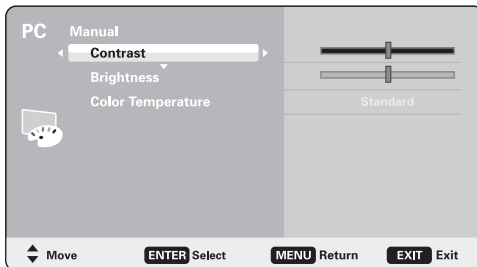 PC Manual
Contrast
Brightness
Color Temperature Standard
Move ENTER Select MENU Return EXIT Exit